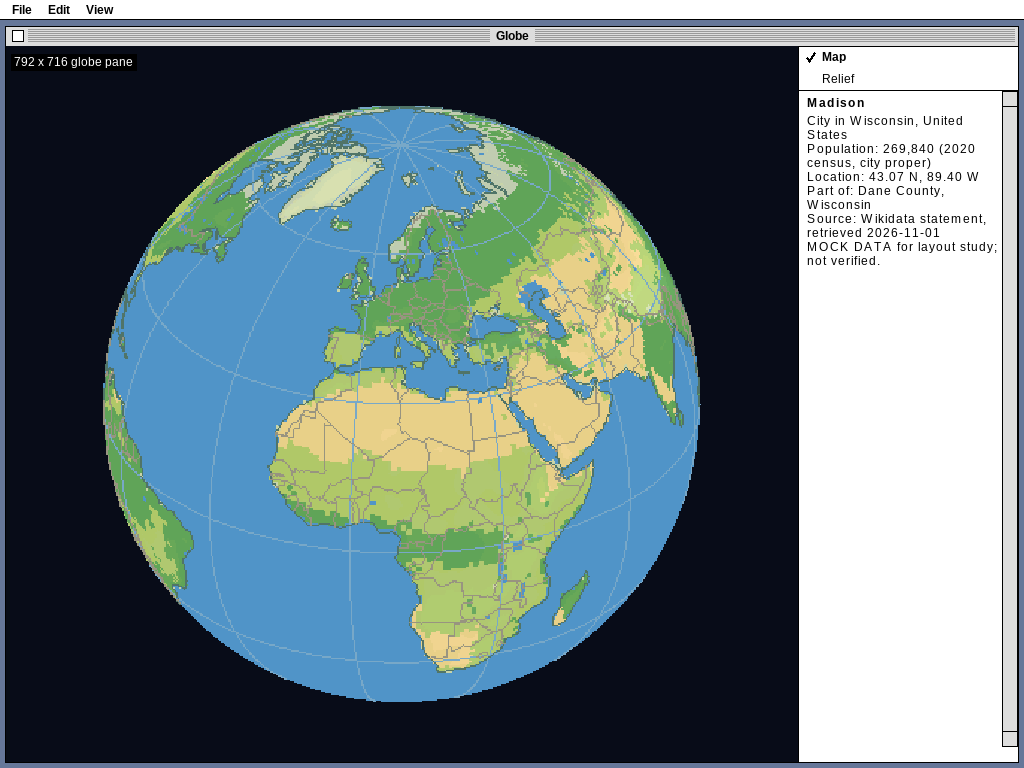 File Edit View
Globe
792 x 716 globe pane
Map
Relief
Madison
City in Wisconsin, United
States
Population: 269,840 (2020
census, city proper)
Location: 43.07 N, 89.40 W
Part of: Dane County,
Wisconsin
Source: Wikidata statement,
retrieved 2026-11-01
MOCK DATA for layout study;
not verified.